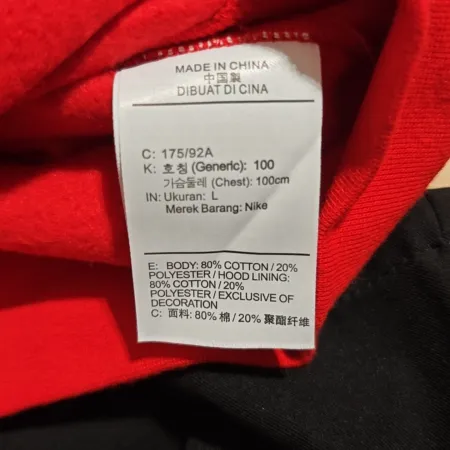 MADE IN CHINA
中国製
DIBUAT DI CINA
C: 175/92A
K: 호칭 (Generic): 100
가슴둘레 (Chest): 100cm
IN: Ukuran: L
Merek Barang: Nike
E: BODY: 80% COTTON / 20%
POLYESTER / HOOD LINING:
80% COTTON / 20%
POLYESTER / EXCLUSIVE OF
DECORATION
C: 面料: 80% 棉 / 20% 聚酯纤维